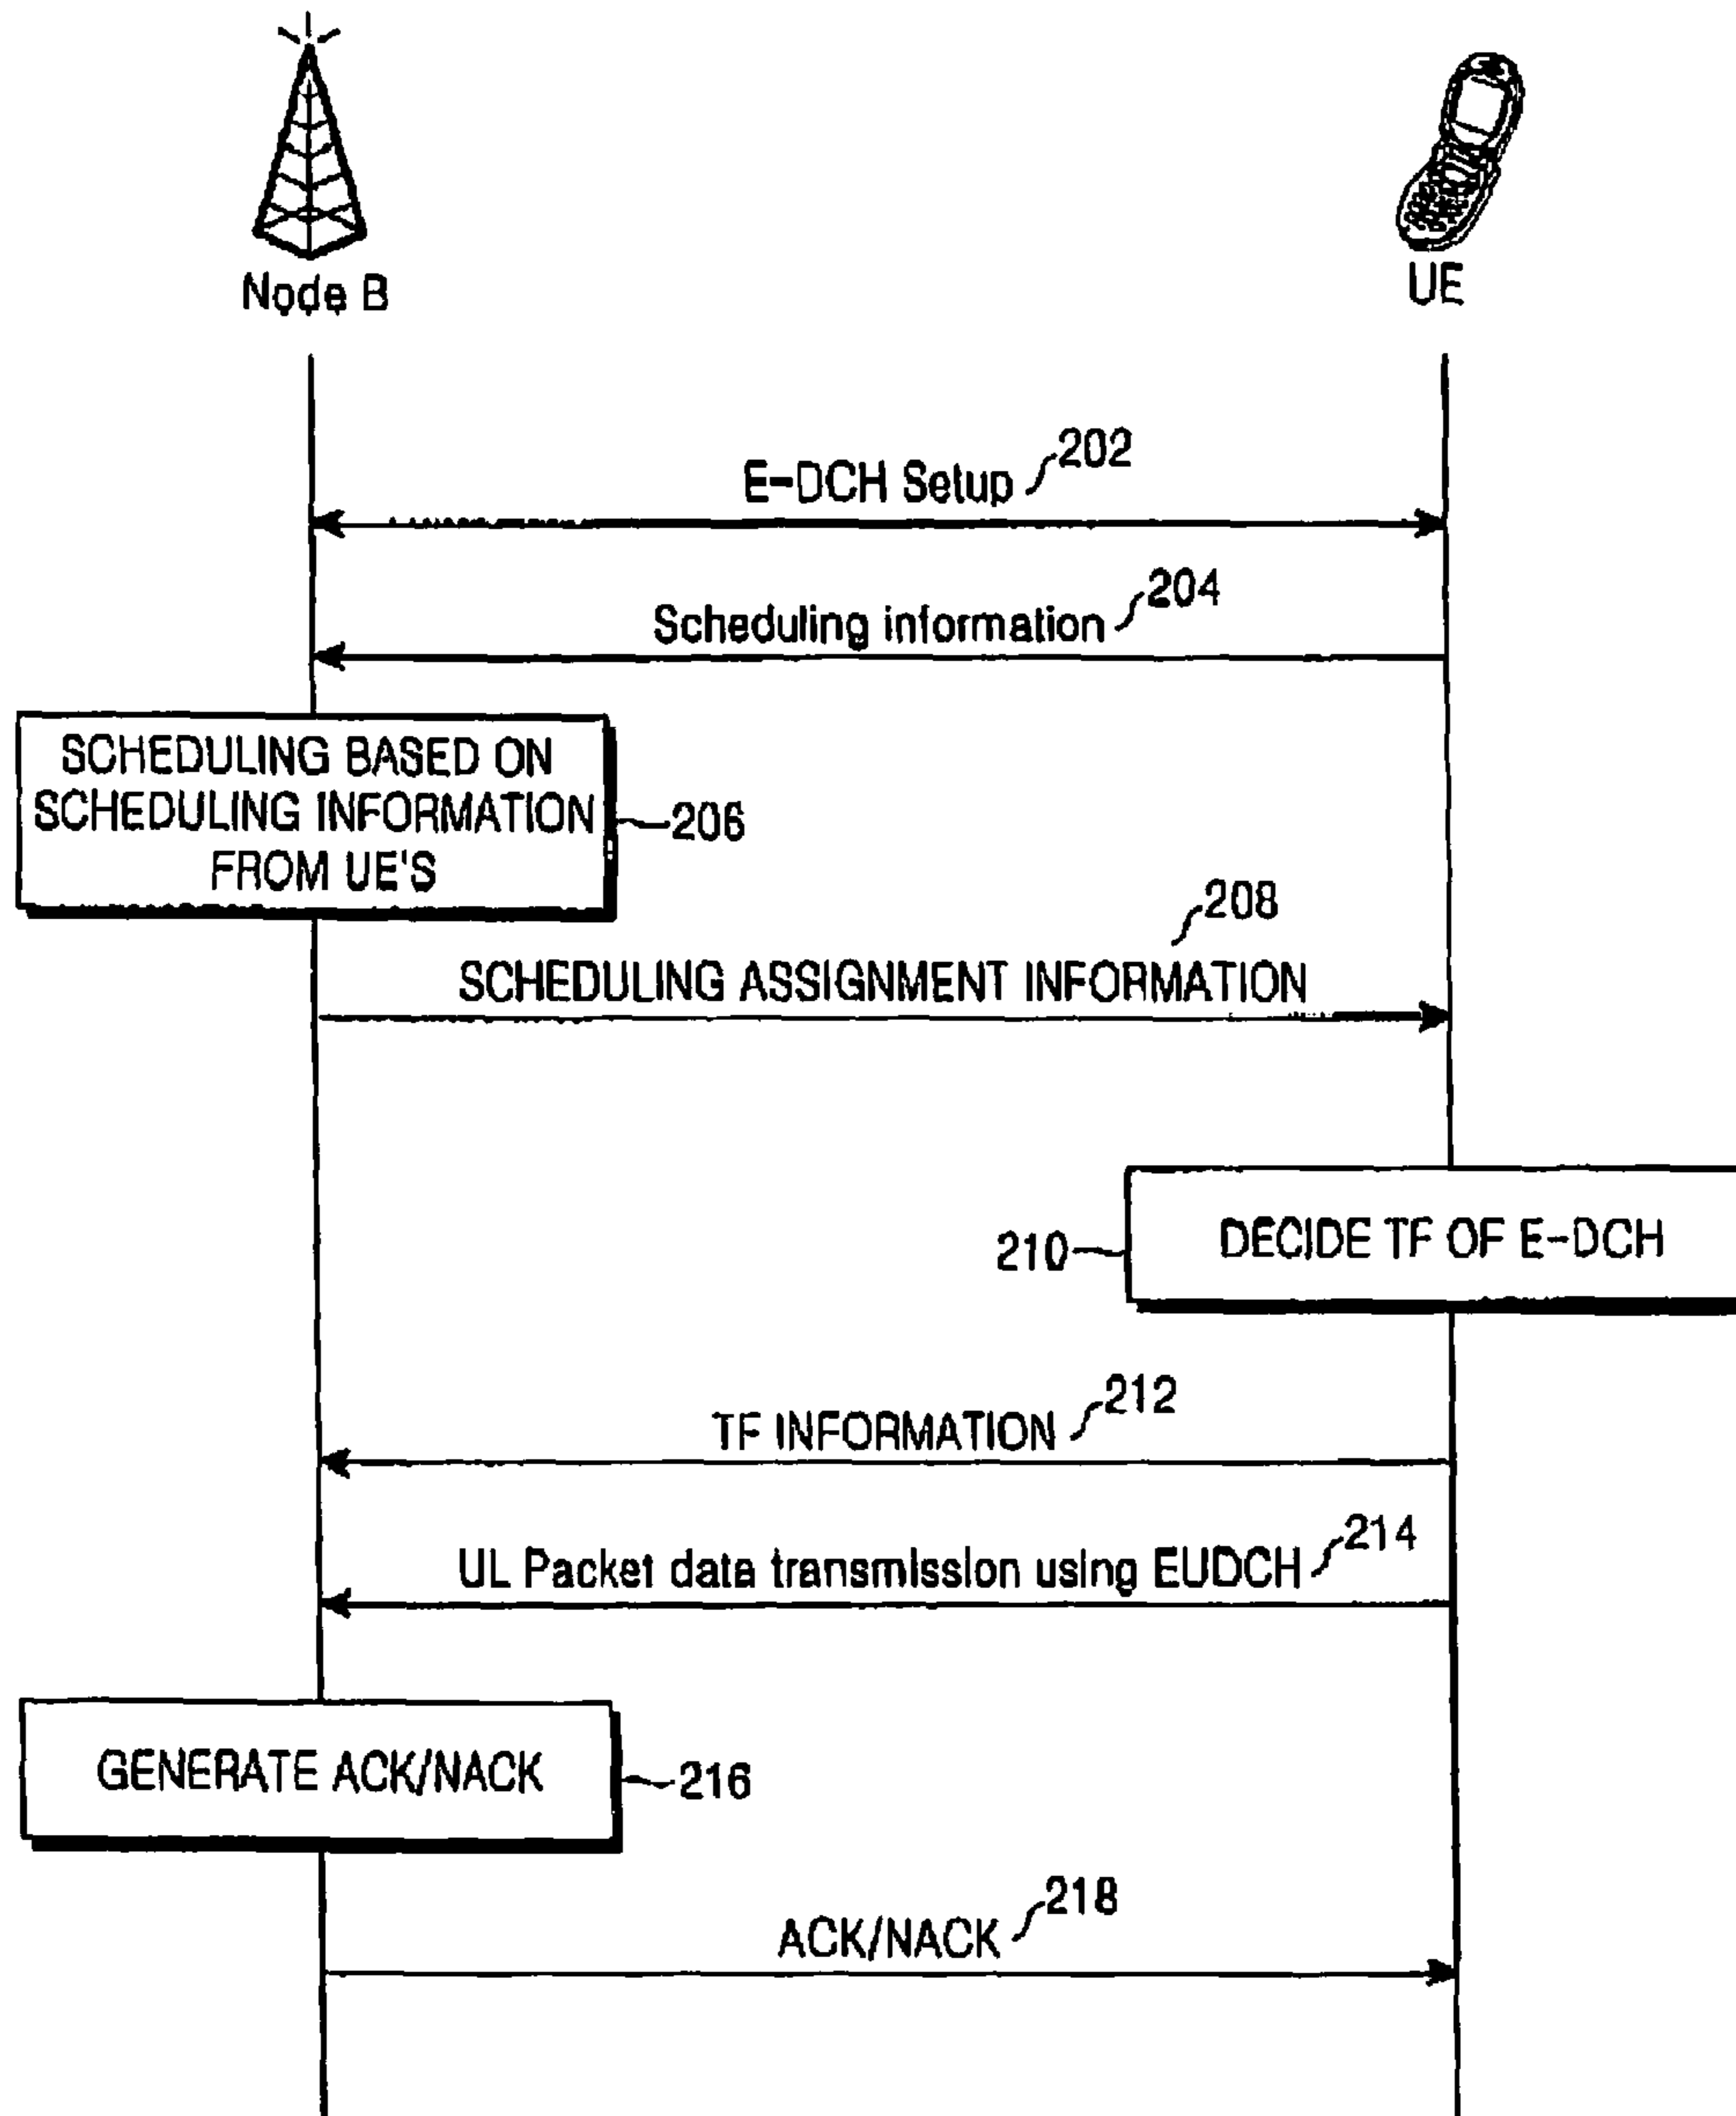 Node B
UE
E-DCH Setup 202
Scheduling information 204
SCHEDULING BASED ON
SCHEDULING INFORMATION
FROM UE'S
206
208
SCHEDULING ASSIGNMENT INFORMATION
210
DECIDE TF OF E-DCH
TF INFORMATION 212
UL Packet data transmission using EUDCH 214
GENERATE ACK/NACK
216
ACK/NACK 218